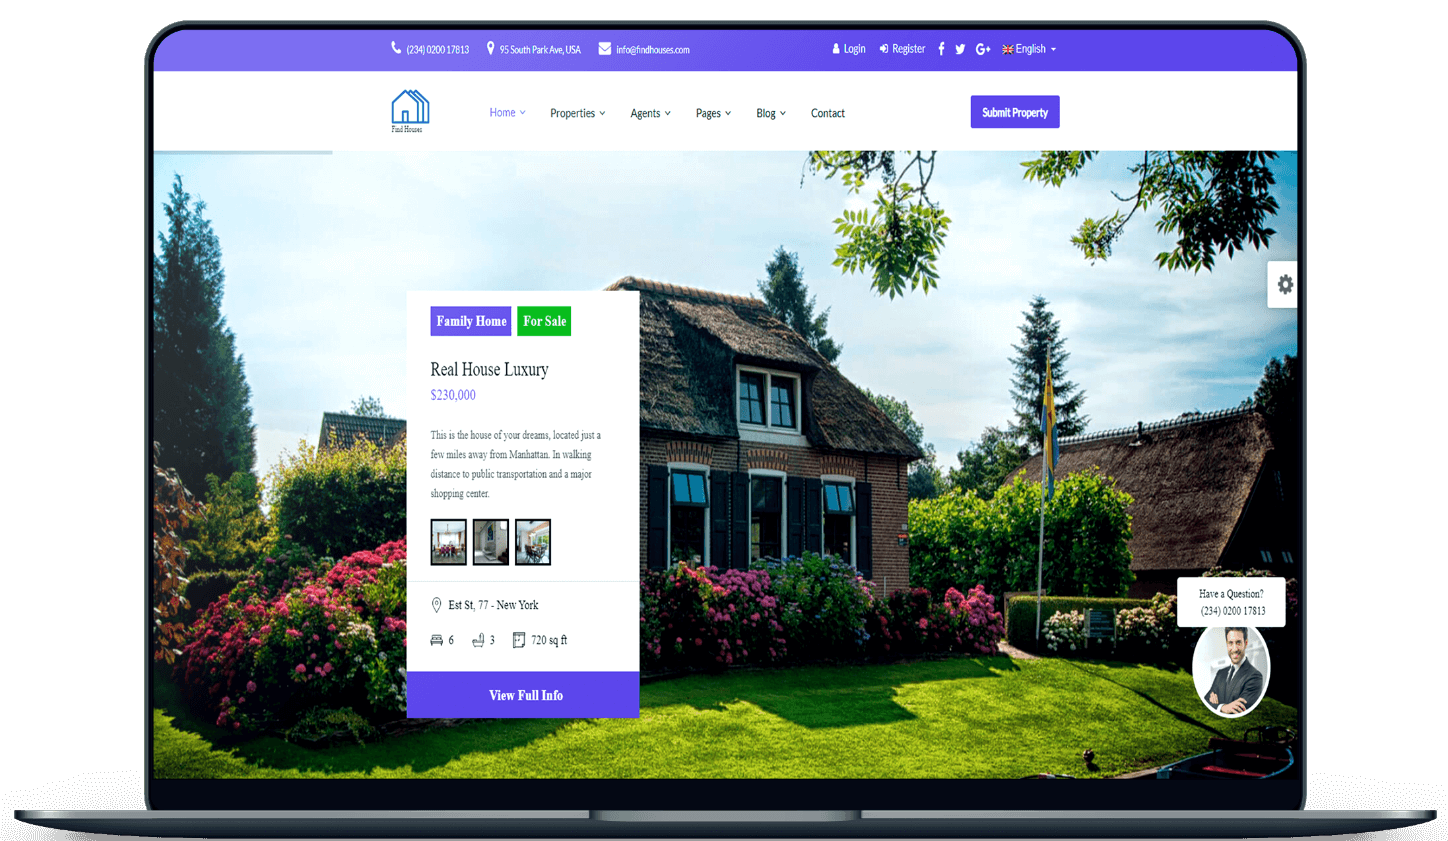 (234) 0200 17813
95 South Park Ave, USA
info@findhouses.com
Login
Register
English
Find Houses
Home
Properties
Agents
Pages
Blog
Contact
Submit Property
Family Home
For Sale
Real House Luxury
$230,000
This is the house of your dreams, located just a
few miles away from Manhattan. In walking
distance to public transportation and a major
shopping center.
Est St, 77 - New York
6
3
720 sq ft
View Full Info
Have a Question?
(234) 0200 17813